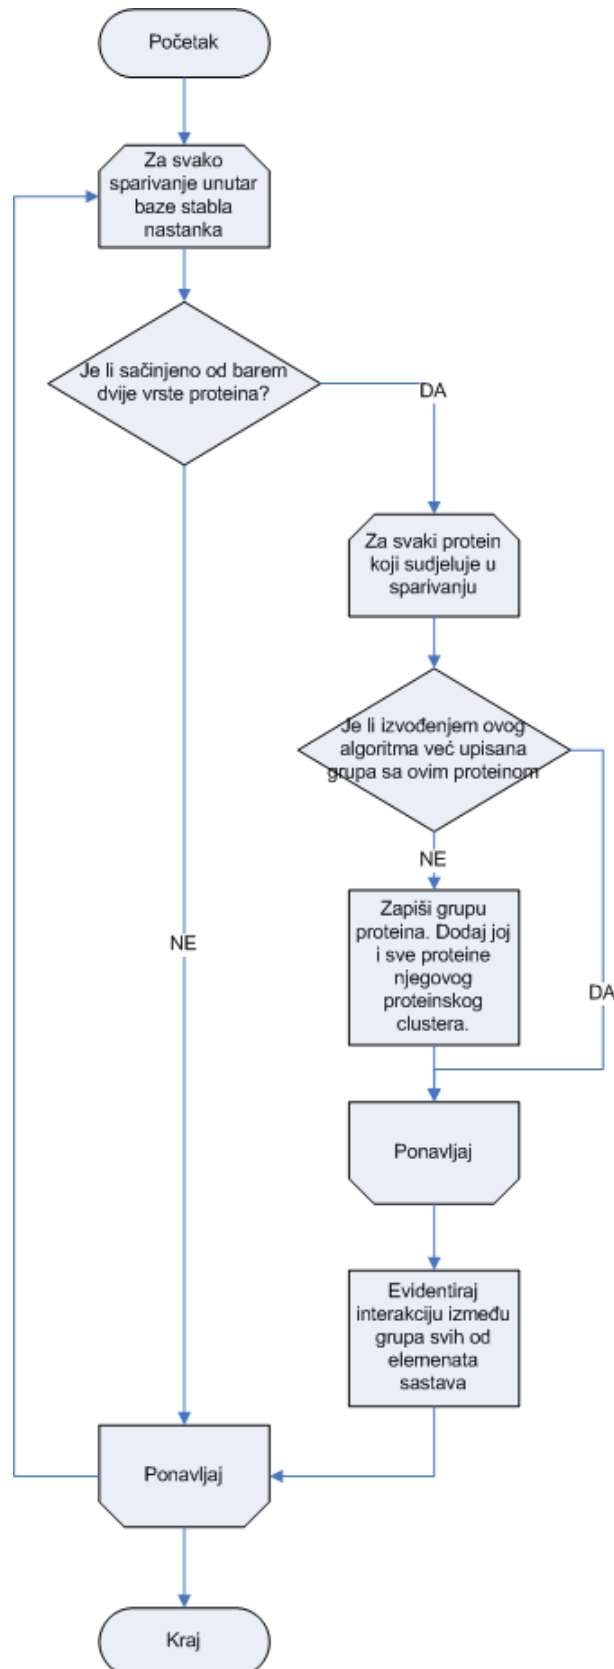 Početak
Za svako
sparivanje unutar
baze stabla
nastanka
Je li sačinjeno od barem
dvije vrste proteina?
DA
Za svaki protein
koji sudjeluje u
sparivanju
Je li izvođenjem ovog
algoritma već upisana
grupa sa ovim proteinom
NE
Zapiši grupu
proteina. Dodaj joj
i sve proteine
njegovog
proteinskog
clustera.
NE
DA
Ponavljaj
Evidentiraj
interakciju između
grupa svih od
elemenata
sastava
Ponavljaj
Kraj